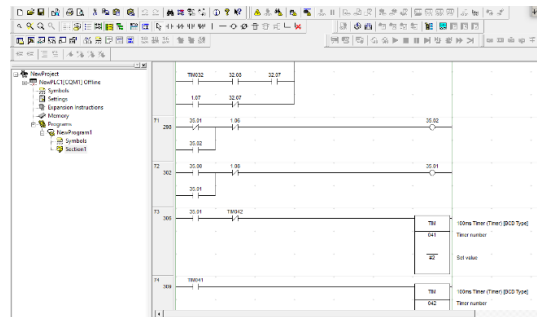 NewProject
NewPLC1[CQM1] Offline
Symbols
Settings
Expansion Instructions
Memory
Programs
NewProgram1
Symbols
Section1
TIM032 32.03 32.07
1.07 32.07
71
298
35.01 1.06 35.02
35.02
72
302
35.00 1.06 35.01
35.01
73
306
35.01 TIM042
TIM 100ms Timer (Timer) [BCD Type]
041 Timer number
Set value
74
309
TIM041
TIM 100ms Timer (Timer) [BCD Type]
042 Timer number